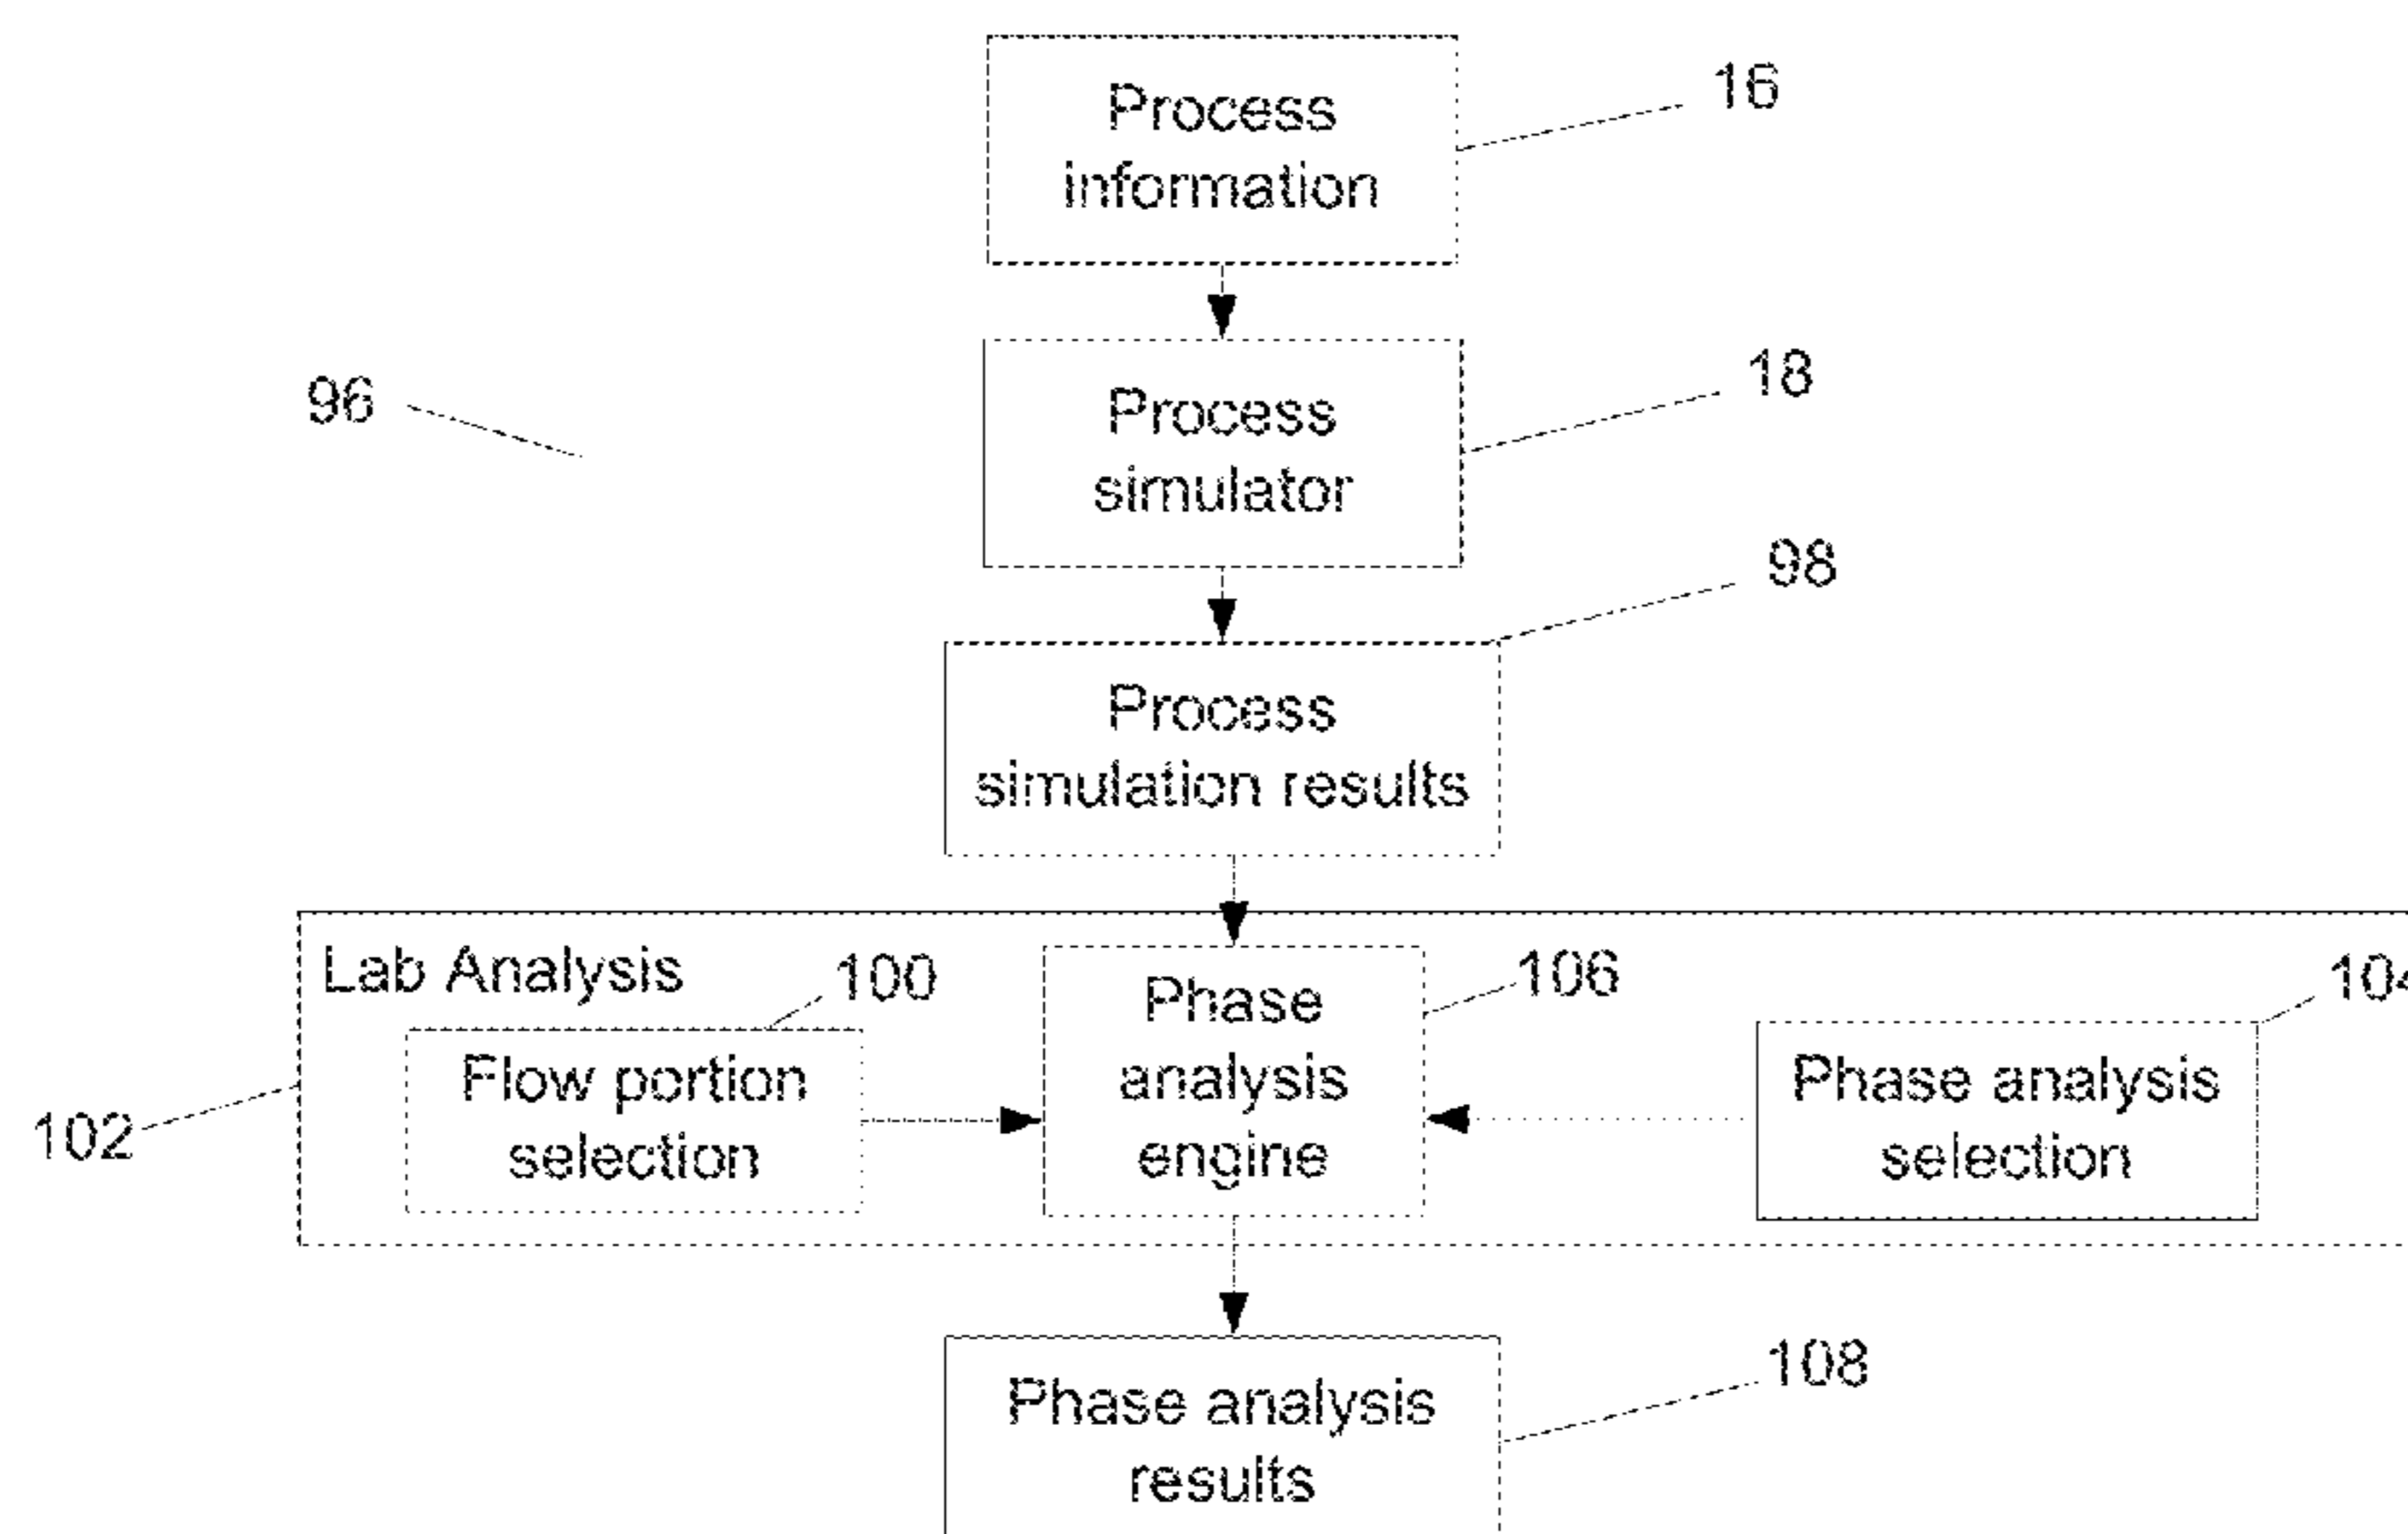 Process
information
16
Process
simulator
18
96
Process
simulation results
98
Lab Analysis
100
Flow portion
selection
102
Phase
analysis
engine
106
Phase analysis
selection
104
Phase analysis
results
108